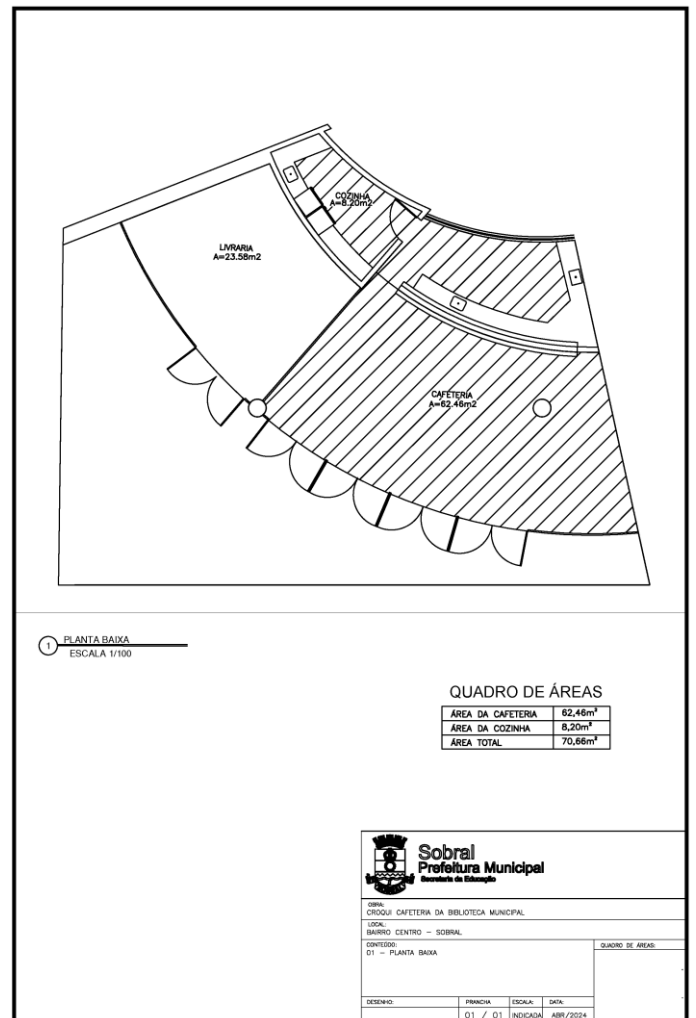 COZINHA
A=8.20m2
LIVRARIA
A=23.58m2
CAFETERIA
A=62.46m2
1
PLANTA BAIXA
ESCALA 1/100
QUADRO DE ÁREAS
ÁREA DA CAFETERIA 62,46m²
ÁREA DA COZINHA 8,20m²
ÁREA TOTAL 70,66m²
Sobral
Prefeitura Municipal
Secretaria da Educação
OBRA:
CROQUI CAFETERIA DA BIBLIOTECA MUNICIPAL
LOCAL:
BAIRRO CENTRO - SOBRAL
CONTEÚDO:
01 - PLANTA BAIXA
QUADRO DE ÁREAS:
DESENHO:
PRANCHA
01 / 01
ESCALA:
INDICADA
DATA:
ABR/2024